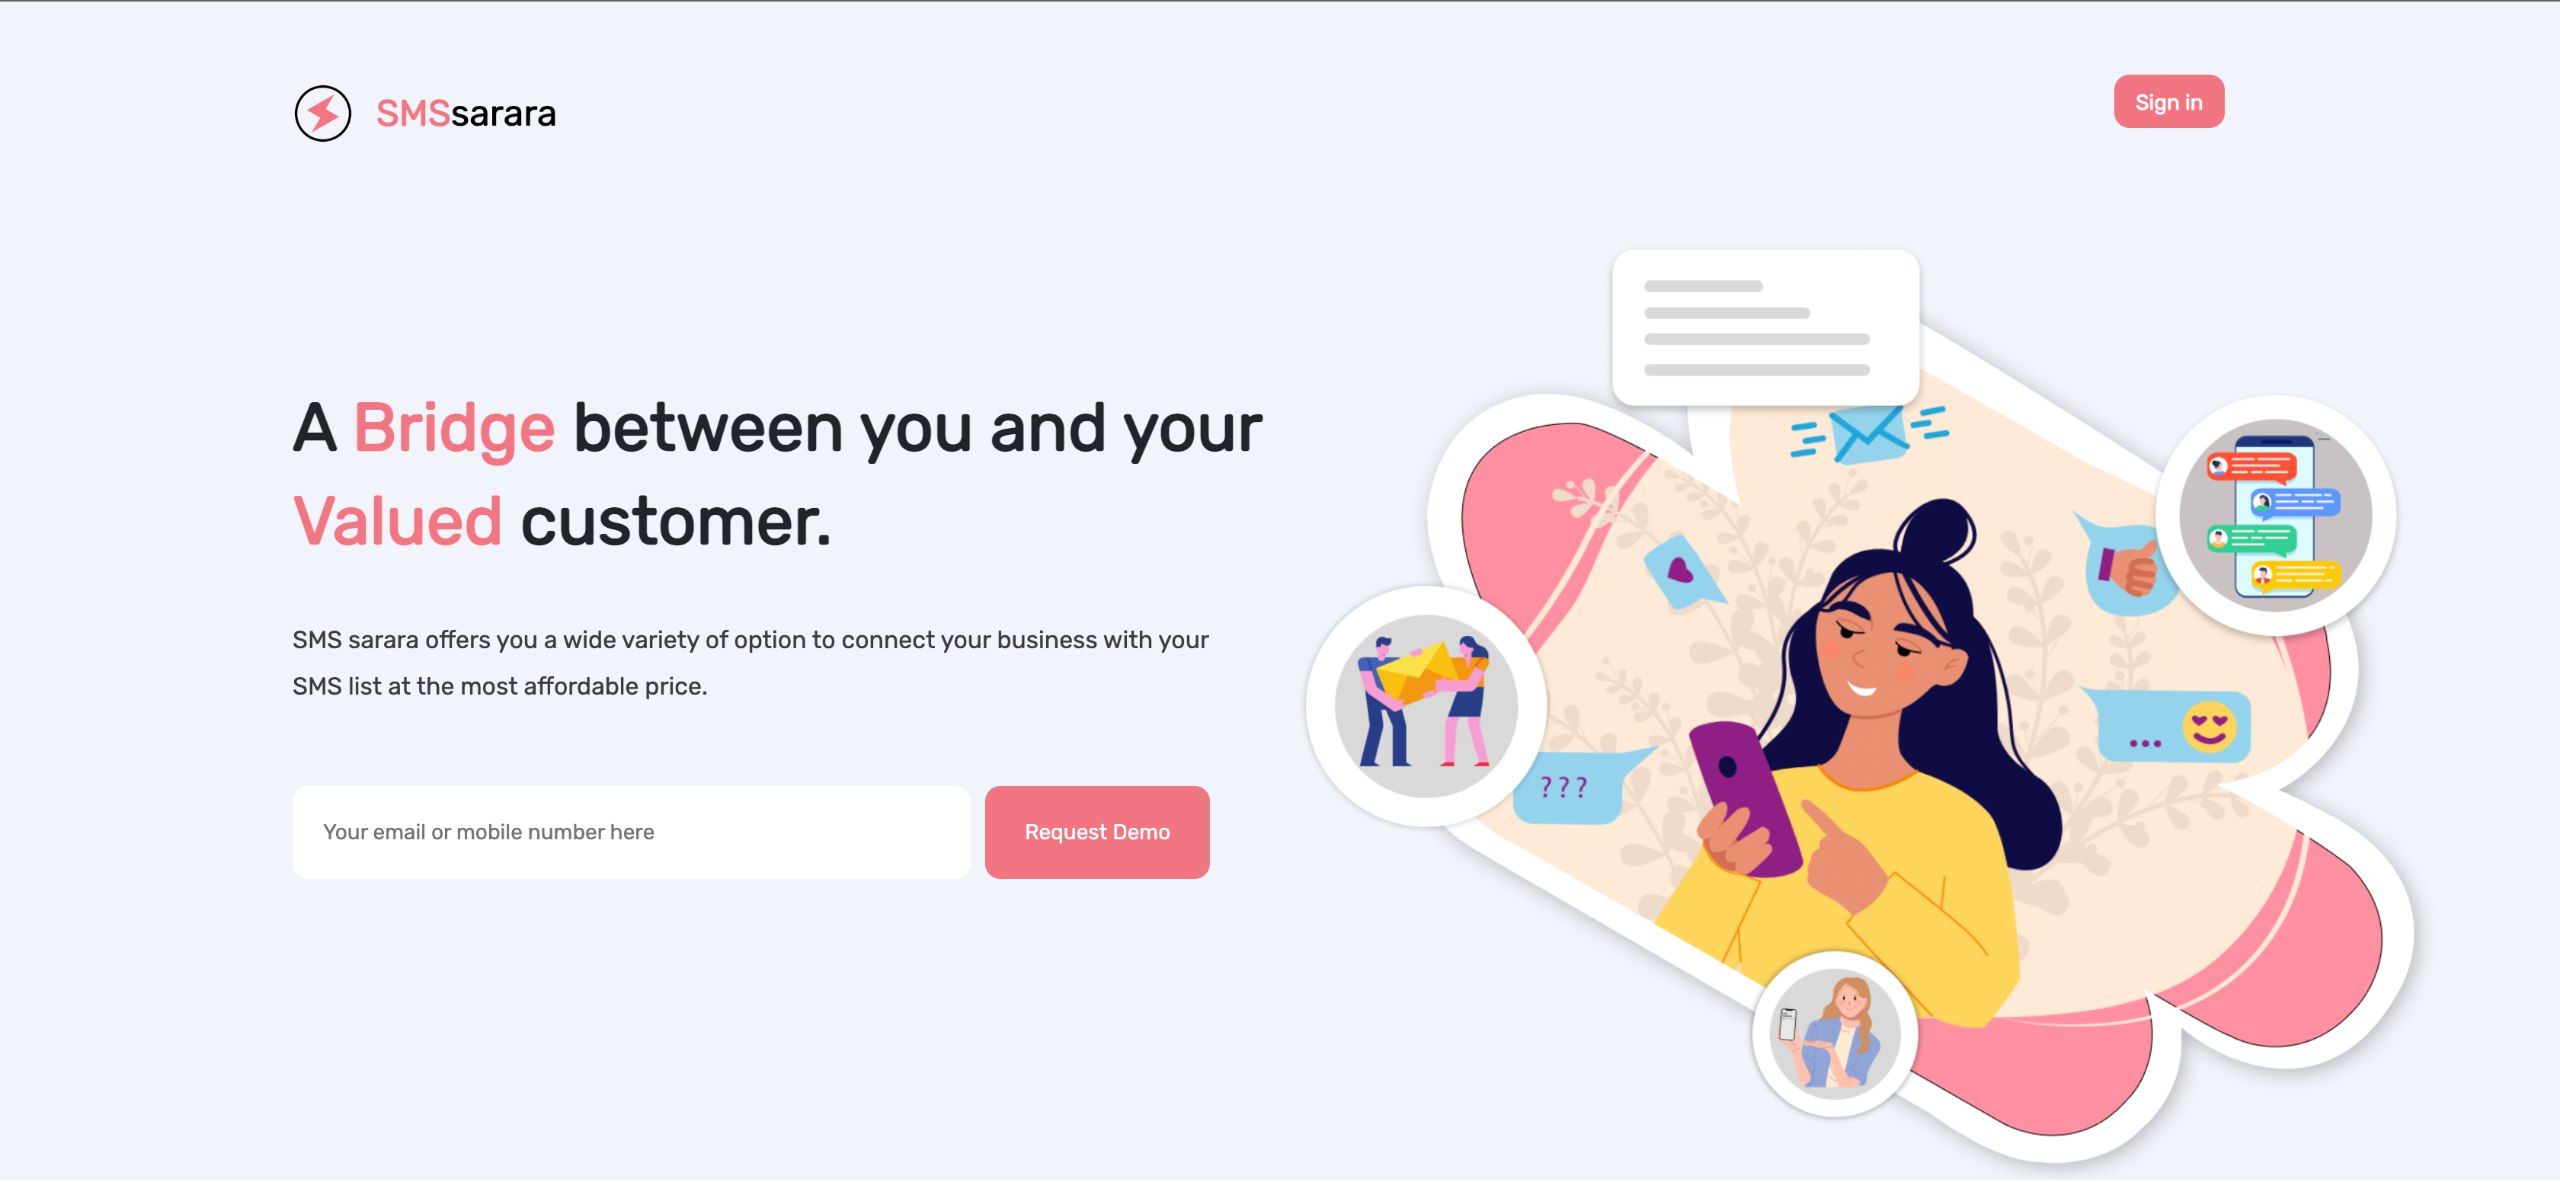 SMSsarara
Sign in
A Bridge between you and your
Valued customer.
SMS sarara offers you a wide variety of option to connect your business with your
SMS list at the most affordable price.
Your email or mobile number here
Request Demo
???
...